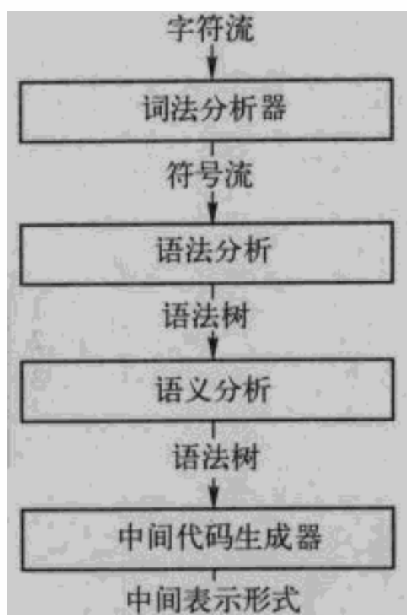 字符流
词法分析器
符号流
语法分析
语法树
语义分析
语法树
中间代码生成器
中间表示形式